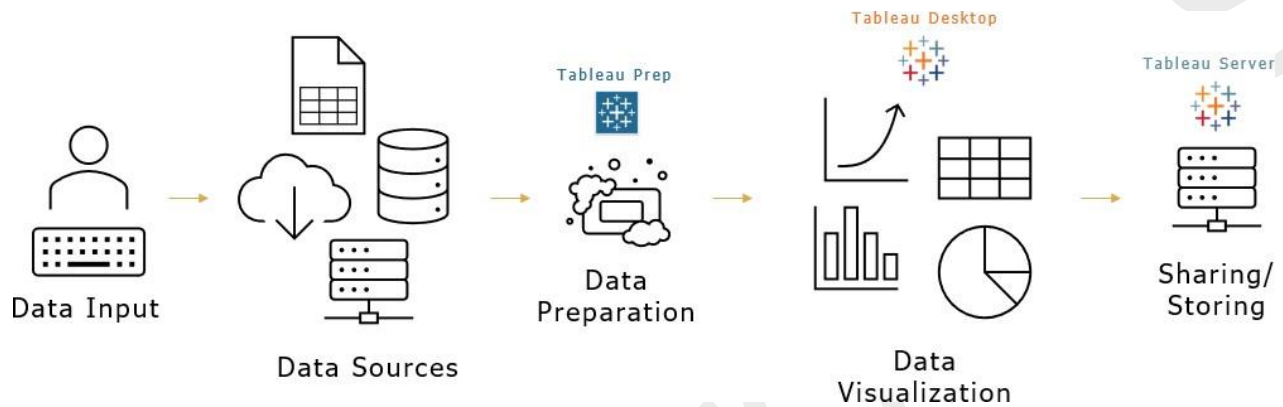 Tableau Desktop
Tableau Prep
Tableau Server
Data Input
Data Sources
Data
Preparation
Data
Visualization
Sharing/
Storing